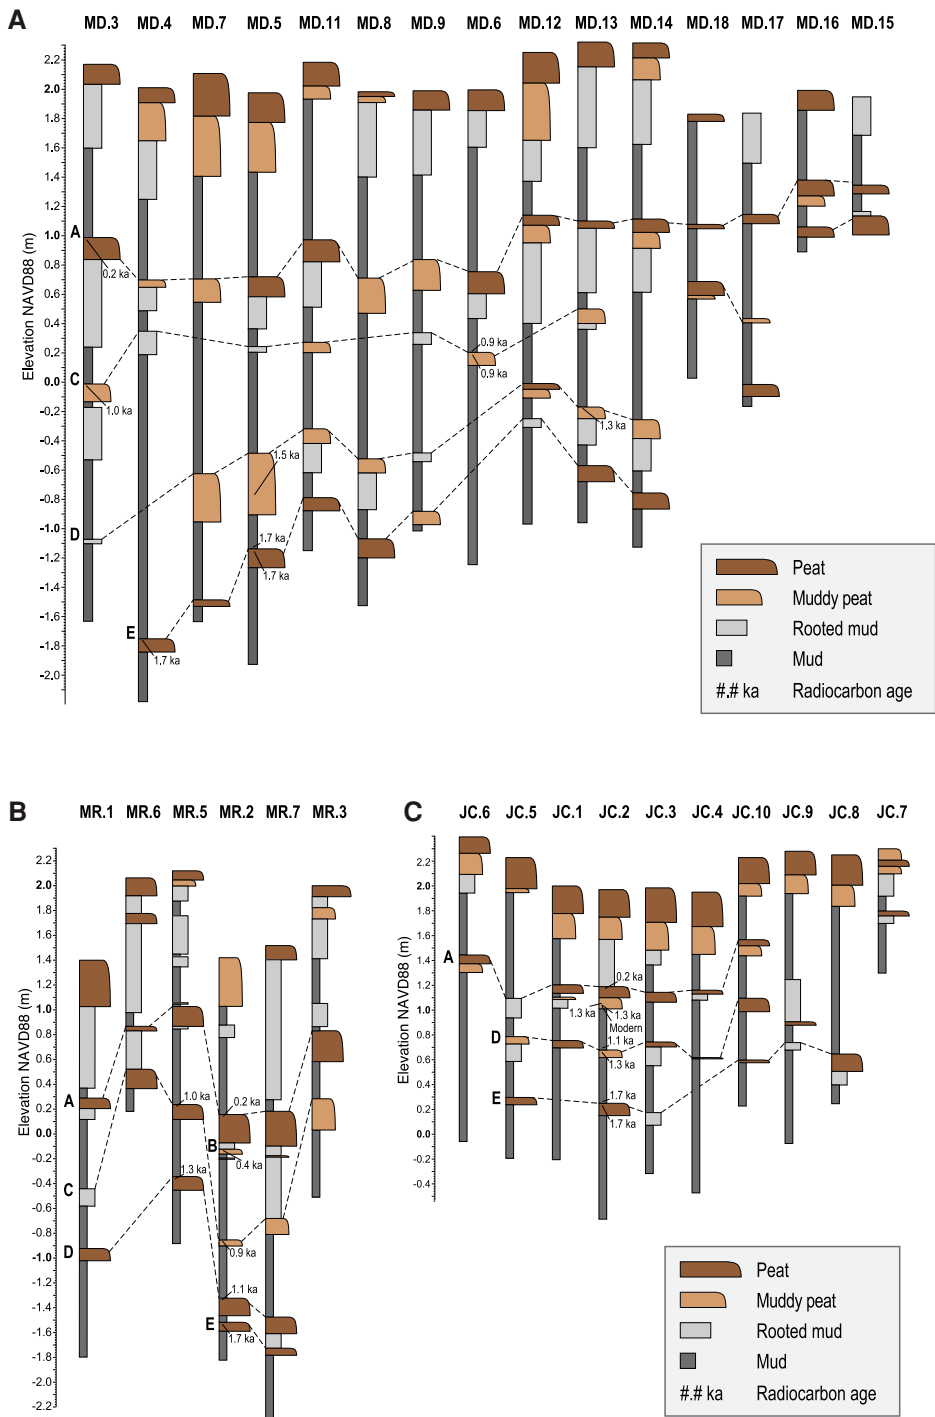 A
MD.3 MD.4 MD.7 MD.5 MD.11 MD.8 MD.9 MD.6 MD.12 MD.13 MD.14 MD.18 MD.17 MD.16 MD.15
Elevation NAVD88 (m)
2.2
2.0
1.8
1.6
1.4
1.2
1.0
0.8
0.6
0.4
0.2
0.0
-0.2
-0.4
-0.6
-0.8
-1.0
-1.2
-1.4
-1.6
-1.8
-2.0
A
0.2 ka
C
1.0 ka
D
E
1.7 ka
1.5 ka
1.7 ka
1.7 ka
0.9 ka
0.9 ka
1.3 ka
Peat
Muddy peat
Rooted mud
Mud
#.# ka Radiocarbon age
B
MR.1 MR.6 MR.5 MR.2 MR.7 MR.3
Elevation NAVD88 (m)
2.2
2.0
1.8
1.6
1.4
1.2
1.0
0.8
0.6
0.4
0.2
0.0
-0.2
-0.4
-0.6
-0.8
-1.0
-1.2
-1.4
-1.6
-1.8
-2.0
-2.2
A
C
D
1.0 ka
1.3 ka
0.2 ka
B
0.4 ka
0.9 ka
1.1 ka
E
1.7 ka
C
JC.6 JC.5 JC.1 JC.2 JC.3 JC.4 JC.10 JC.9 JC.8 JC.7
Elevation NAVD88 (m)
2.2
2.0
1.8
1.6
1.4
1.2
1.0
0.8
0.6
0.4
0.2
0.0
-0.2
-0.4
A
D
E
0.2 ka
1.3 ka
1.3 ka
Modern
1.1 ka
1.3 ka
1.7 ka
1.7 ka
Peat
Muddy peat
Rooted mud
Mud
#.# ka Radiocarbon age